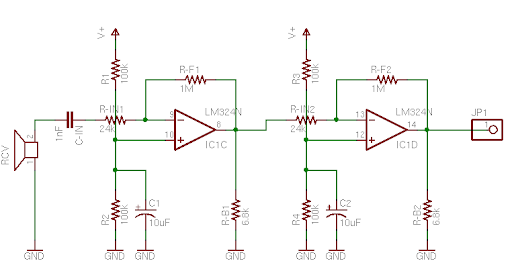 V+
V+
R1
100k
R-F1
1M
R3
100k
R-F2
1M
RCV
2
1
1nF
C-IN
R-IN1
24k
9
10
8
LM324N
IC1C
R-IN2
24k
13
12
14
LM324N
IC1D
JP1
1
R2
100k
C1
10uF
R-B1
6.8k
R4
100k
C2
10uF
R-B2
6.8k
GND
GND
GND
GND
GND
GND
GND